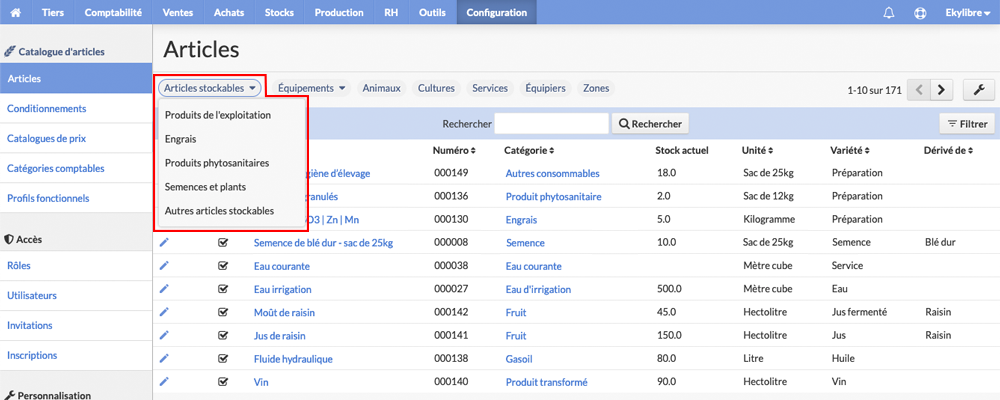 Tiers Comptabilité Ventes Achats Stocks Production RH Outils Configuration Ekylibre
Catalogue d'articles
Articles
Conditionnements
Catalogues de prix
Catégories comptables
Profils fonctionnels
Accès
Rôles
Utilisateurs
Invitations
Inscriptions
Personnalisation
Articles
Articles stockables Équipements Animaux Cultures Services Équipiers Zones 1-10 sur 171
Produits de l'exploitation
Engrais
Produits phytosanitaires
Semences et plants
Autres articles stockables
Rechercher Rechercher Filtrer
Numéro Catégorie Stock actuel Unité Variété Dérivé de
giène d'élevage 000149 Autres consommables 18.0 Sac de 25kg Préparation
ranulés 000136 Produit phytosanitaire 2.0 Sac de 12kg Préparation
O3 | Zn | Mn 000130 Engrais 5.0 Kilogramme Préparation
Semence de blé dur - sac de 25kg 000008 Semence 10.0 Sac de 25kg Semence Blé dur
Eau courante 000038 Eau courante Mètre cube Service
Eau irrigation 000027 Eau d'irrigation 500.0 Mètre cube Eau
Moût de raisin 000142 Fruit 45.0 Hectolitre Jus fermenté Raisin
Jus de raisin 000141 Fruit 150.0 Hectolitre Jus Raisin
Fluide hydraulique 000138 Gasoil 80.0 Litre Huile
Vin 000140 Produit transformé 90.0 Hectolitre Vin